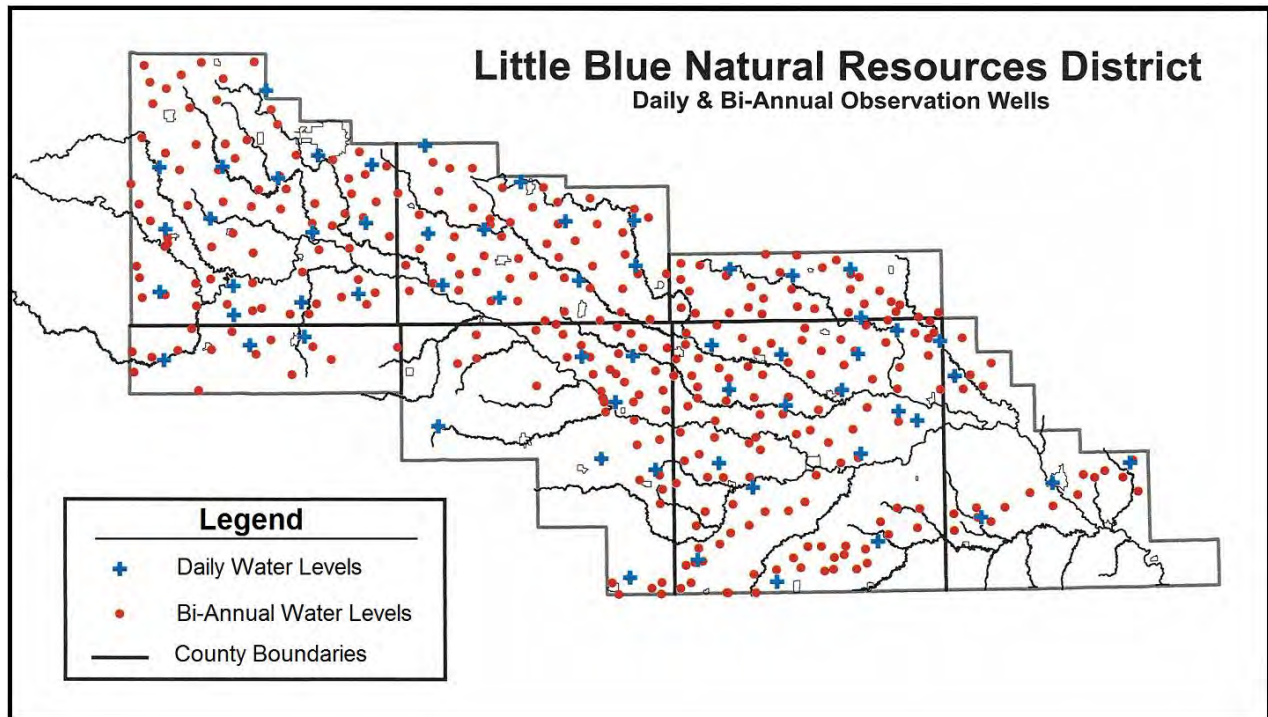 Little Blue Natural Resources District
Daily & Bi-Annual Observation Wells
Legend
Daily Water Levels
Bi-Annual Water Levels
County Boundaries